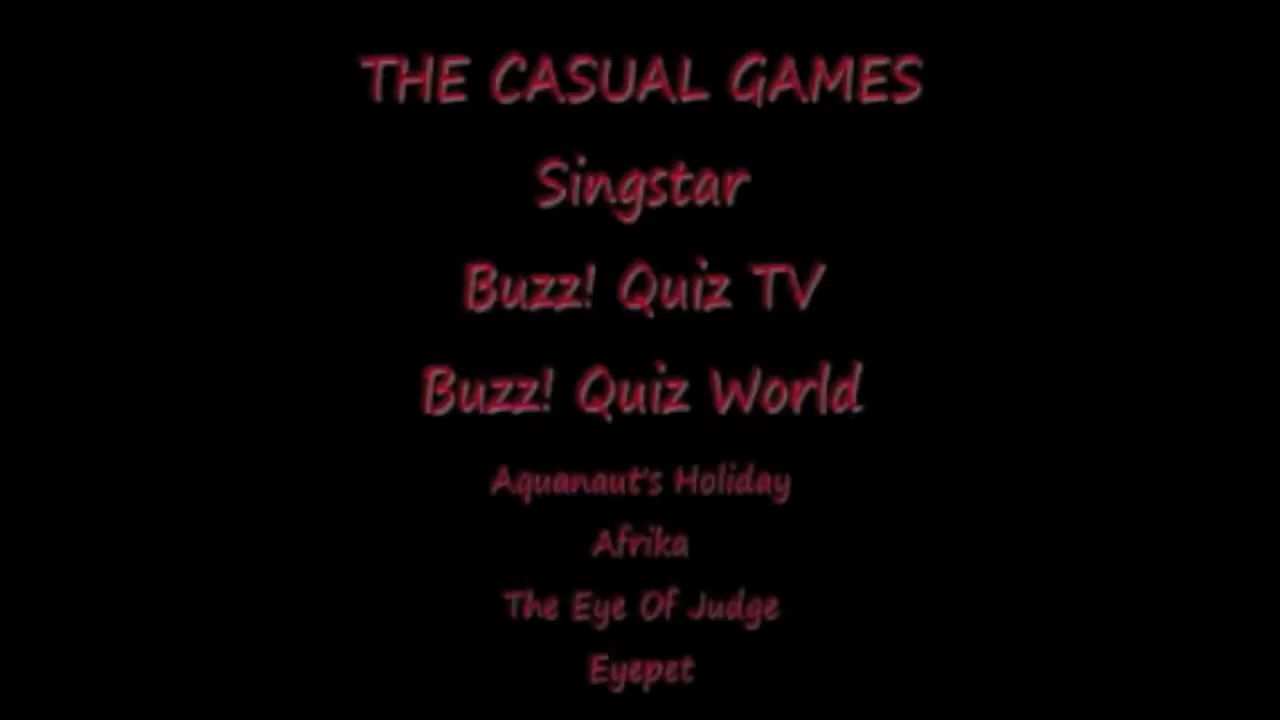 THE CASUAL GAMES
Singstar
Buzz! Quiz TV
Buzz! Quiz World
Aquanaut's Holiday
Afrika
The Eye Of Judge
Eyepet